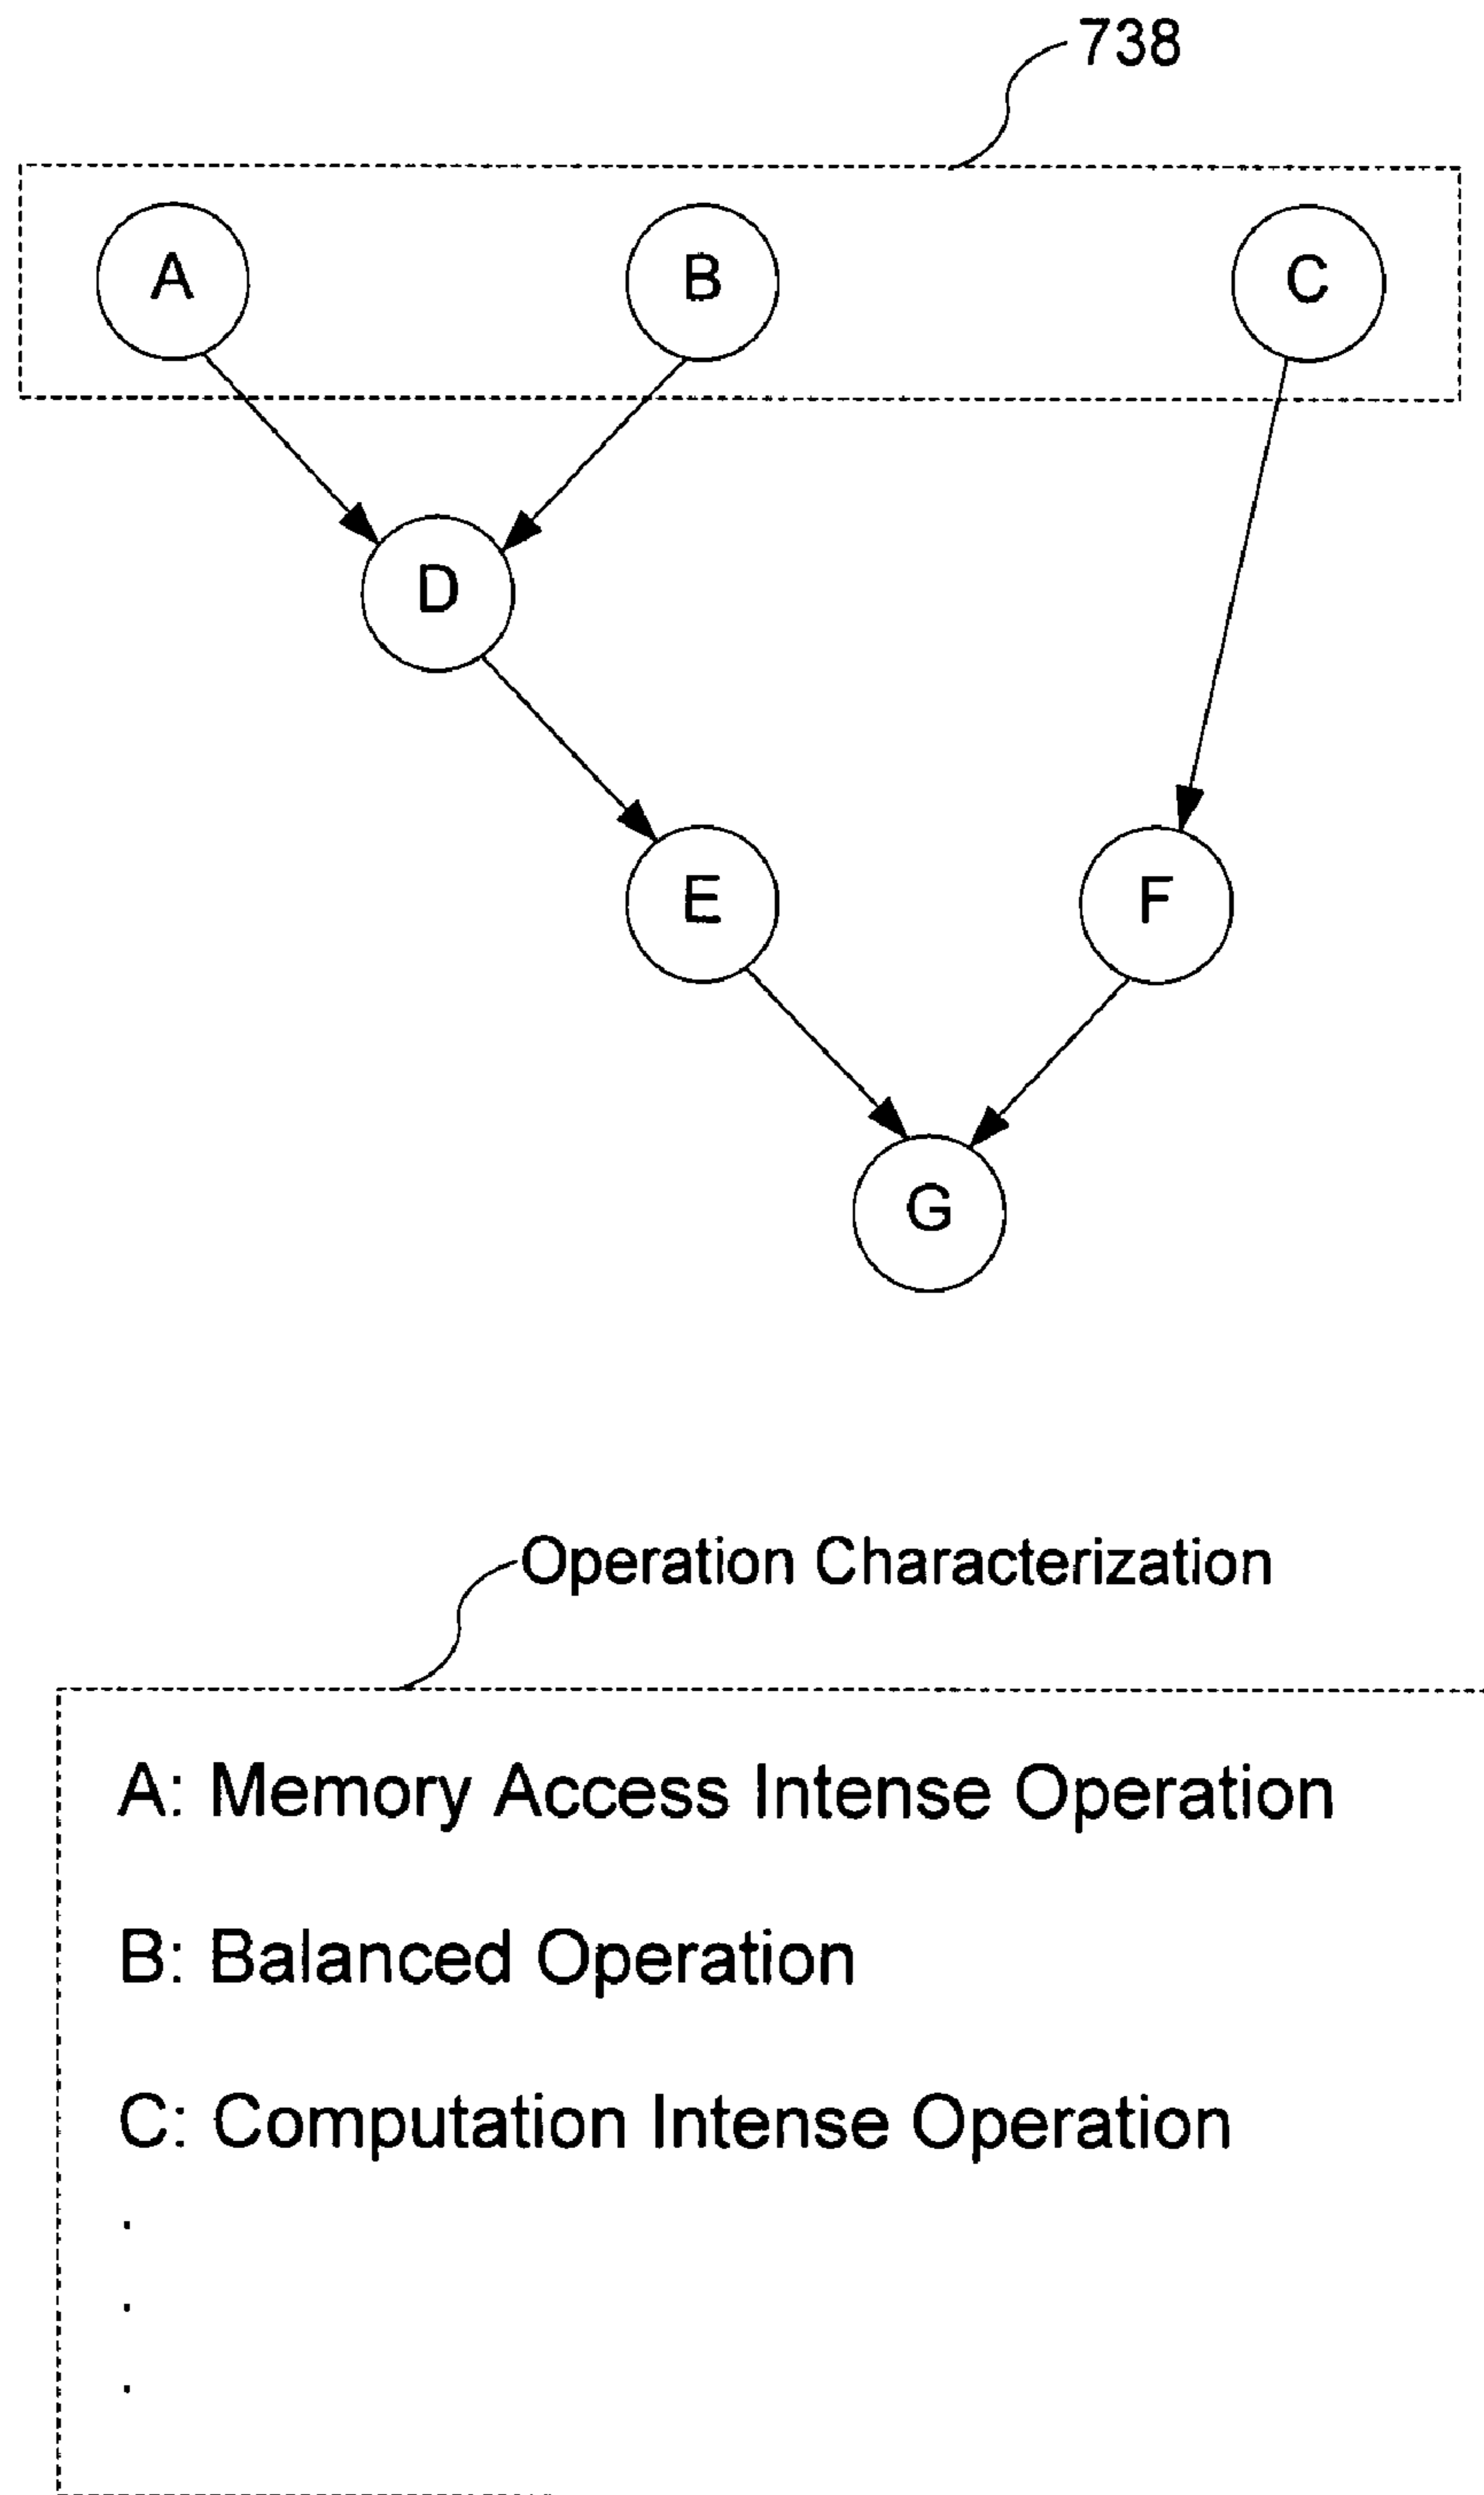 738
A
B
C
D
E
F
G
Operation Characterization
A: Memory Access Intense Operation
B: Balanced Operation
C: Computation Intense Operation
.
.
.